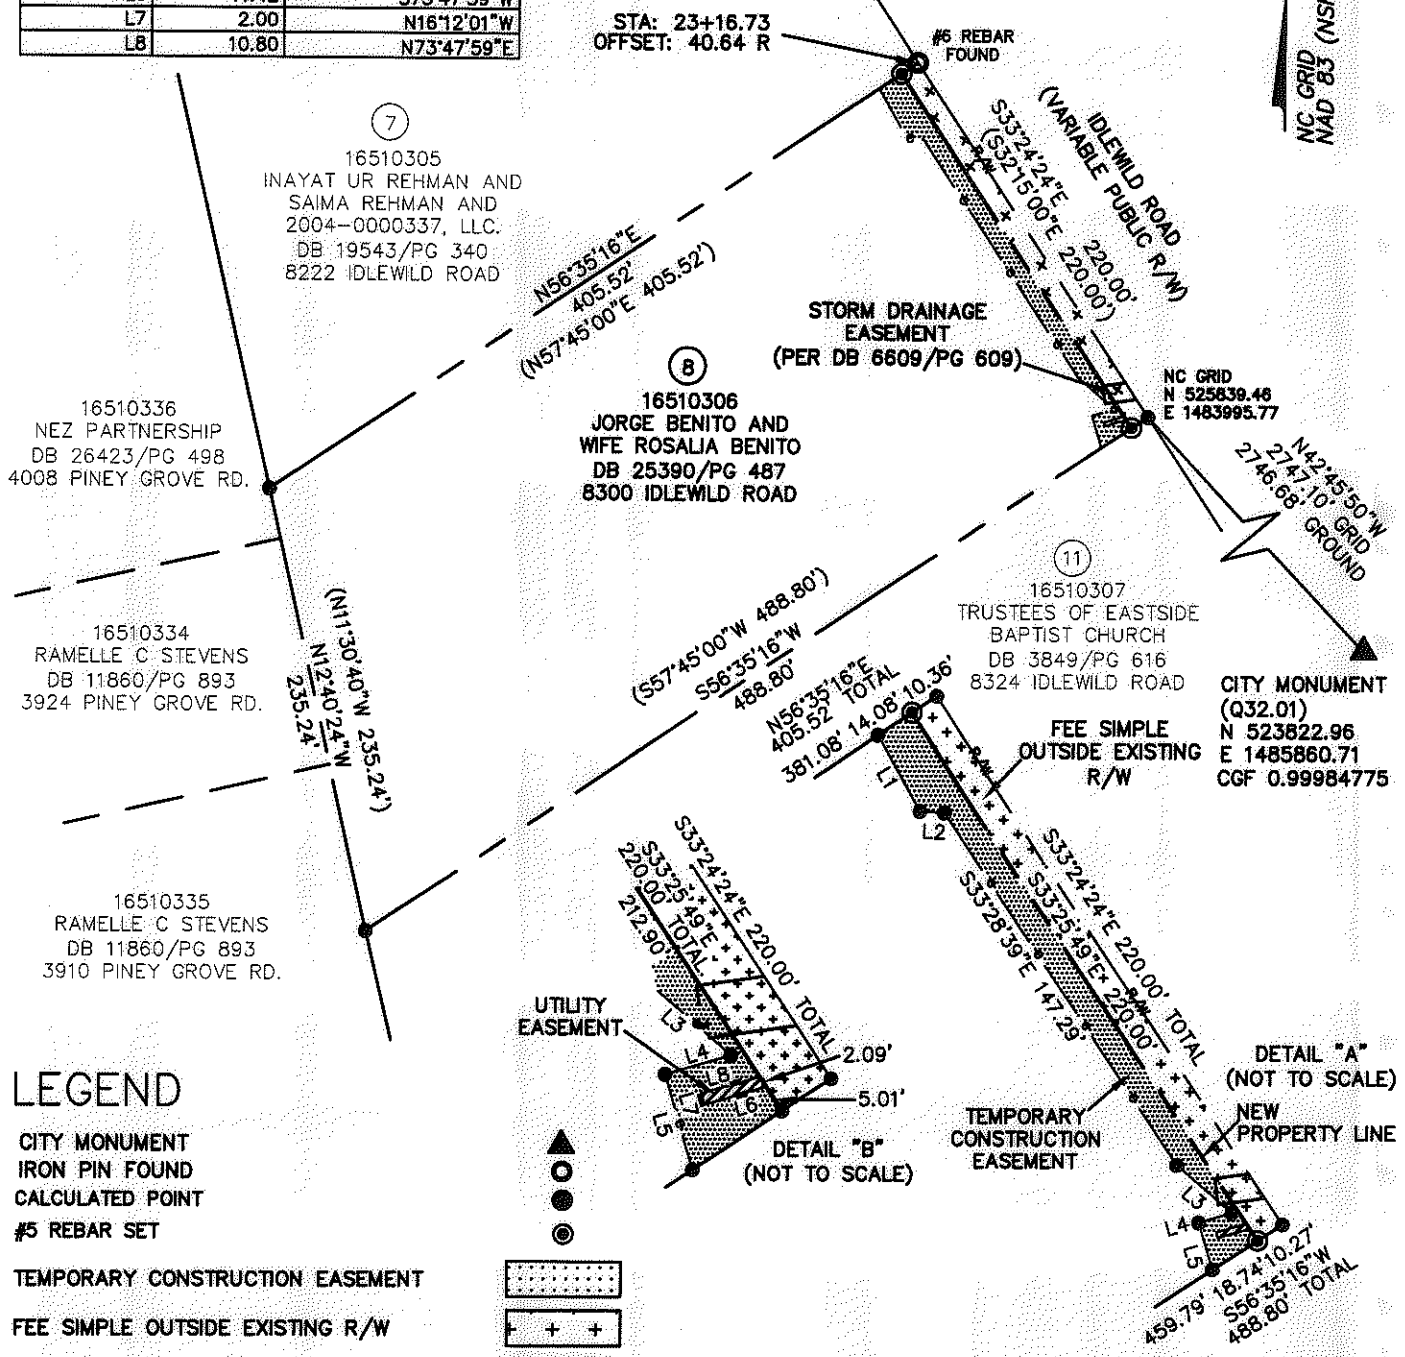 L7 2.00 N16°12'01"W
L8 10.80 N73°47'59"E
STA: 23+16.73
OFFSET: 40.64 R
#6 REBAR
FOUND
NC GRID
NAD 83 (NSR
7
16510305
INAYAT UR REHMAN AND
SAIMA REHMAN AND
2004-0000337, LLC.
DB 19543/PG 340
8222 IDLEWILD ROAD
IDLEWILD ROAD
(VARIABLE PUBLIC R/W)
S33°24'24"E 220.00'
(S32°15'00"E 220.00')
R/W
N56°35'16"E
405.52'
(N57°45'00"E 405.52')
STORM DRAINAGE
EASEMENT
(PER DB 6609/PG 609)
NC GRID
N 525839.46
E 1483995.77
8
16510306
JORGE BENITO AND
WIFE ROSALIA BENITO
DB 25390/PG 487
8300 IDLEWILD ROAD
16510336
NEZ PARTNERSHIP
DB 26423/PG 498
4008 PINEY GROVE RD.
N42°45'50"W
2747.10' GRID
2746.68' GROUND
11
16510307
TRUSTEES OF EASTSIDE
BAPTIST CHURCH
DB 3849/PG 616
8324 IDLEWILD ROAD
CITY MONUMENT
(Q32.01)
N 523822.96
E 1485860.71
CGF 0.99984775
(S57°45'00"W 488.80')
S56°35'16"W
488.80'
16510334
RAMELLE C STEVENS
DB 11860/PG 893
3924 PINEY GROVE RD.
(N11°30'40"W 235.24')
N12°40'24"W
235.24'
N56°35'16"E
405.52' TOTAL
381.08' 14.08' 10.36'
FEE SIMPLE
OUTSIDE EXISTING
R/W
R/W
L1
L2
S33°24'24"E 220.00' TOTAL
R/W
S33°25'49"E 220.00'
S33°28'39"E 147.29'
16510335
RAMELLE C STEVENS
DB 11860/PG 893
3910 PINEY GROVE RD.
S33°24'24"E 220.00' TOTAL
S33°25'49"E
220.00' TOTAL
212.90'
UTILITY
EASEMENT
L3
L4
L8
L7
L6
L5
2.09'
5.01'
DETAIL "B"
(NOT TO SCALE)
DETAIL "A"
(NOT TO SCALE)
NEW
PROPERTY LINE
TEMPORARY
CONSTRUCTION
EASEMENT
L3
L4
L5
459.79' 18.74' 10.27'
S56°35'16"W
488.80' TOTAL
LEGEND
CITY MONUMENT
IRON PIN FOUND
CALCULATED POINT
#5 REBAR SET
TEMPORARY CONSTRUCTION EASEMENT
FEE SIMPLE OUTSIDE EXISTING R/W